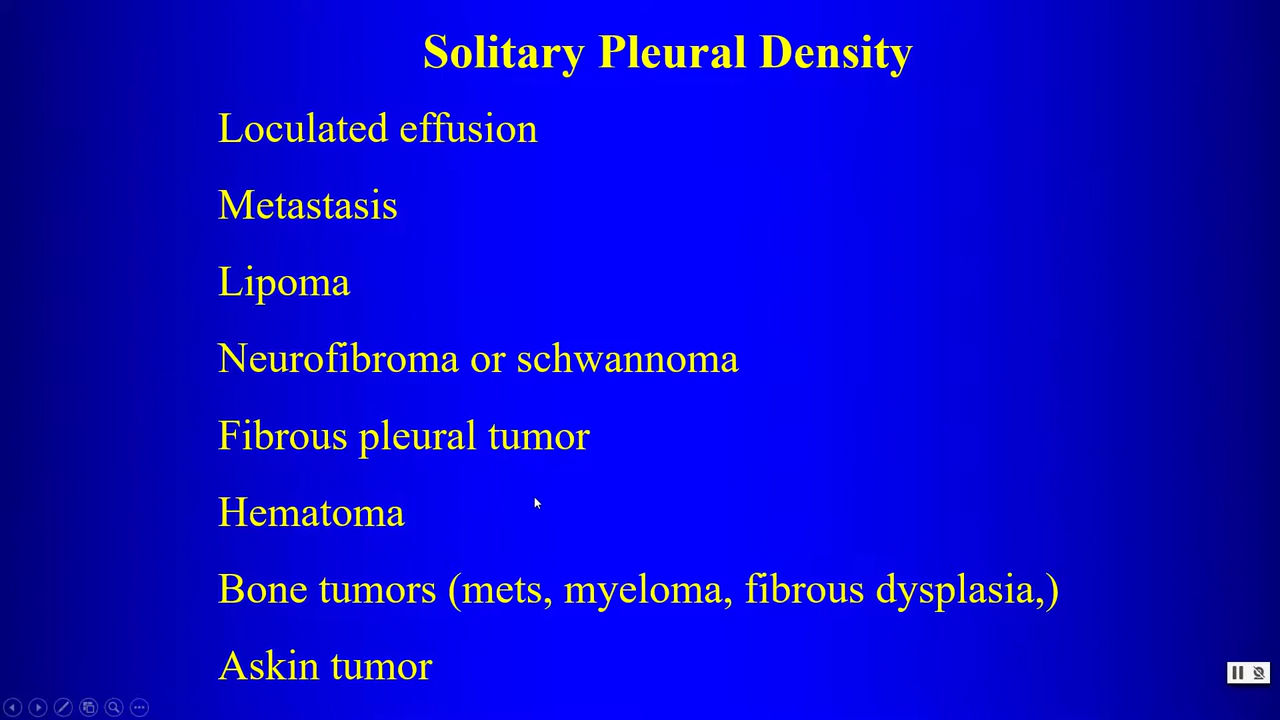 Solitary Pleural Density
Loculated effusion
Metastasis
Lipoma
Neurofibroma or schwannoma
Fibrous pleural tumor
Hematoma
Bone tumors (mets, myeloma, fibrous dysplasia,)
Askin tumor